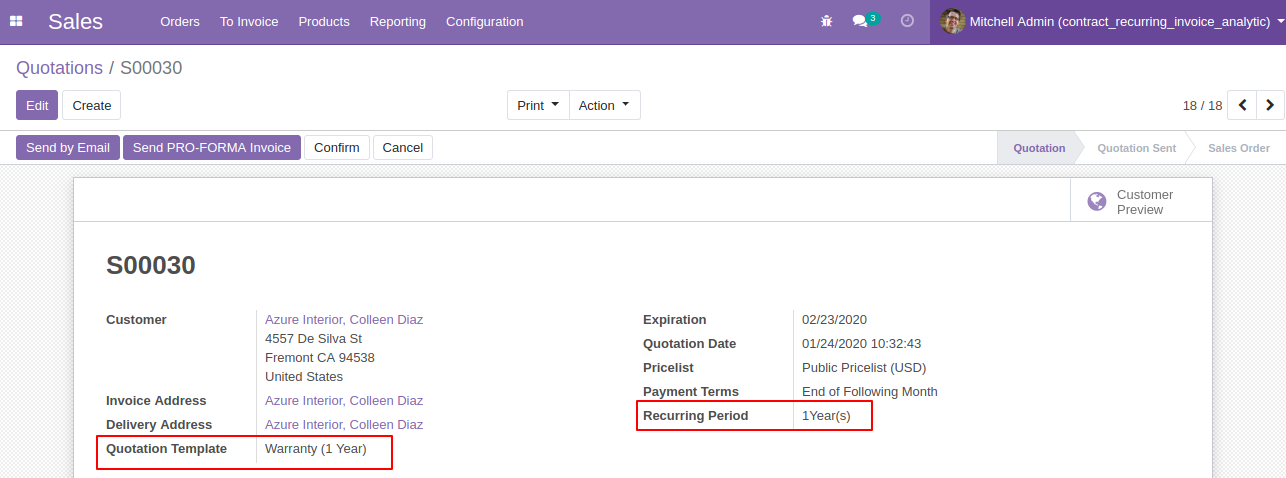 Sales Orders To Invoice Products Reporting Configuration 3 Mitchell Admin (contract_recurring_invoice_analytic)
Quotations / S00030
Edit Create Print Action 18 / 18
Send by Email Send PRO-FORMA Invoice Confirm Cancel Quotation Quotation Sent Sales Order
Customer
Preview
S00030
Customer Azure Interior, Colleen Diaz
4557 De Silva St
Fremont CA 94538
United States
Invoice Address Azure Interior, Colleen Diaz
Delivery Address Azure Interior, Colleen Diaz
Quotation Template Warranty (1 Year)
Expiration 02/23/2020
Quotation Date 01/24/2020 10:32:43
Pricelist Public Pricelist (USD)
Payment Terms End of Following Month
Recurring Period 1Year(s)